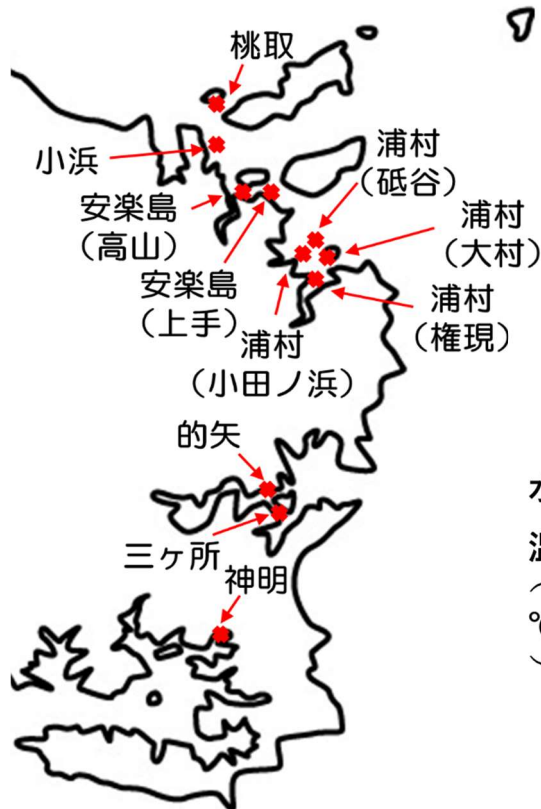 桃取
小浜
浦村
(砥谷)
安楽島
(高山)
浦村
(大村)
安楽島
(上手)
浦村
(権現)
浦村
(小田ノ浜)
的矢
三ヶ所
神明
℃